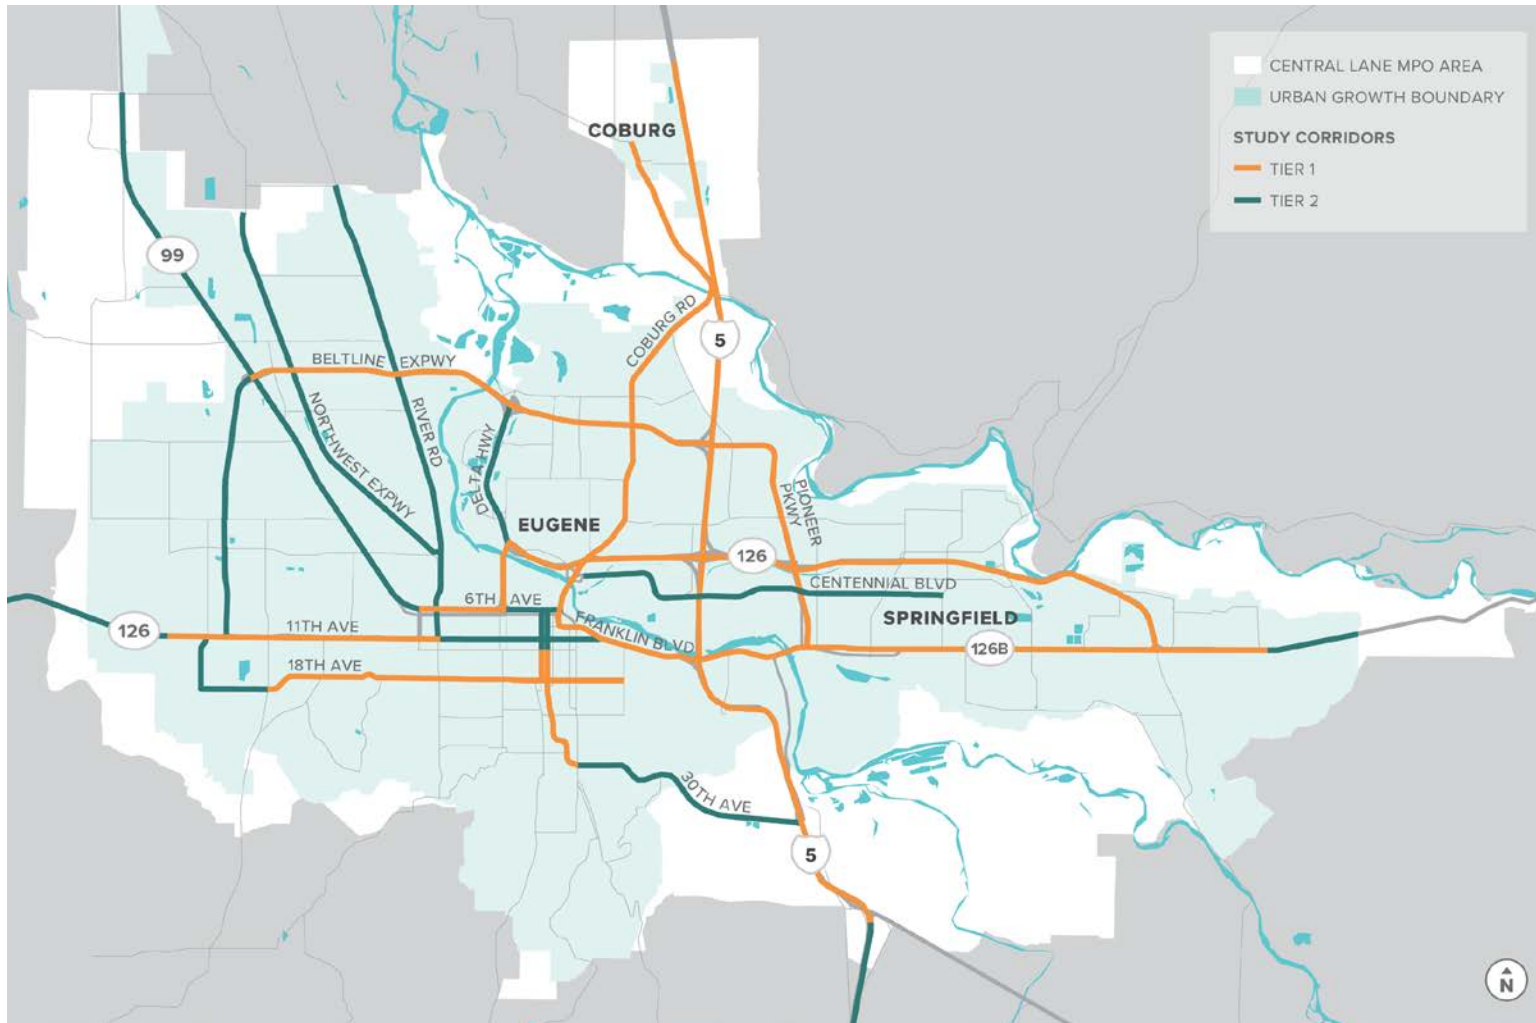 CENTRAL LANE MPO AREA
URBAN GROWTH BOUNDARY
STUDY CORRIDORS
TIER 1
TIER 2
COBURG
99
COBURG RD
5
BELTLINE EXPWY
NORTHWEST EXPWY
RIVER RD
DELTA HWY
PIONEER
PKWY
EUGENE
126
CENTENNIAL BLVD
6TH AVE
SPRINGFIELD
126
11TH AVE
FRANKLIN BLVD
126B
18TH AVE
30TH AVE
5
N